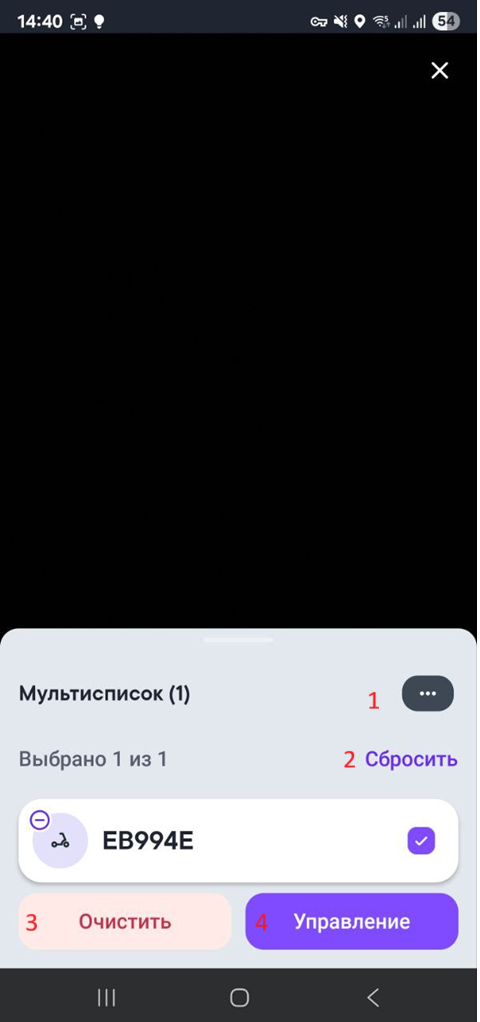 14:40
54
Мультисписок (1)
1
Выбрано 1 из 1
2 Сбросить
EB994E
3 Очистить
4 Управление